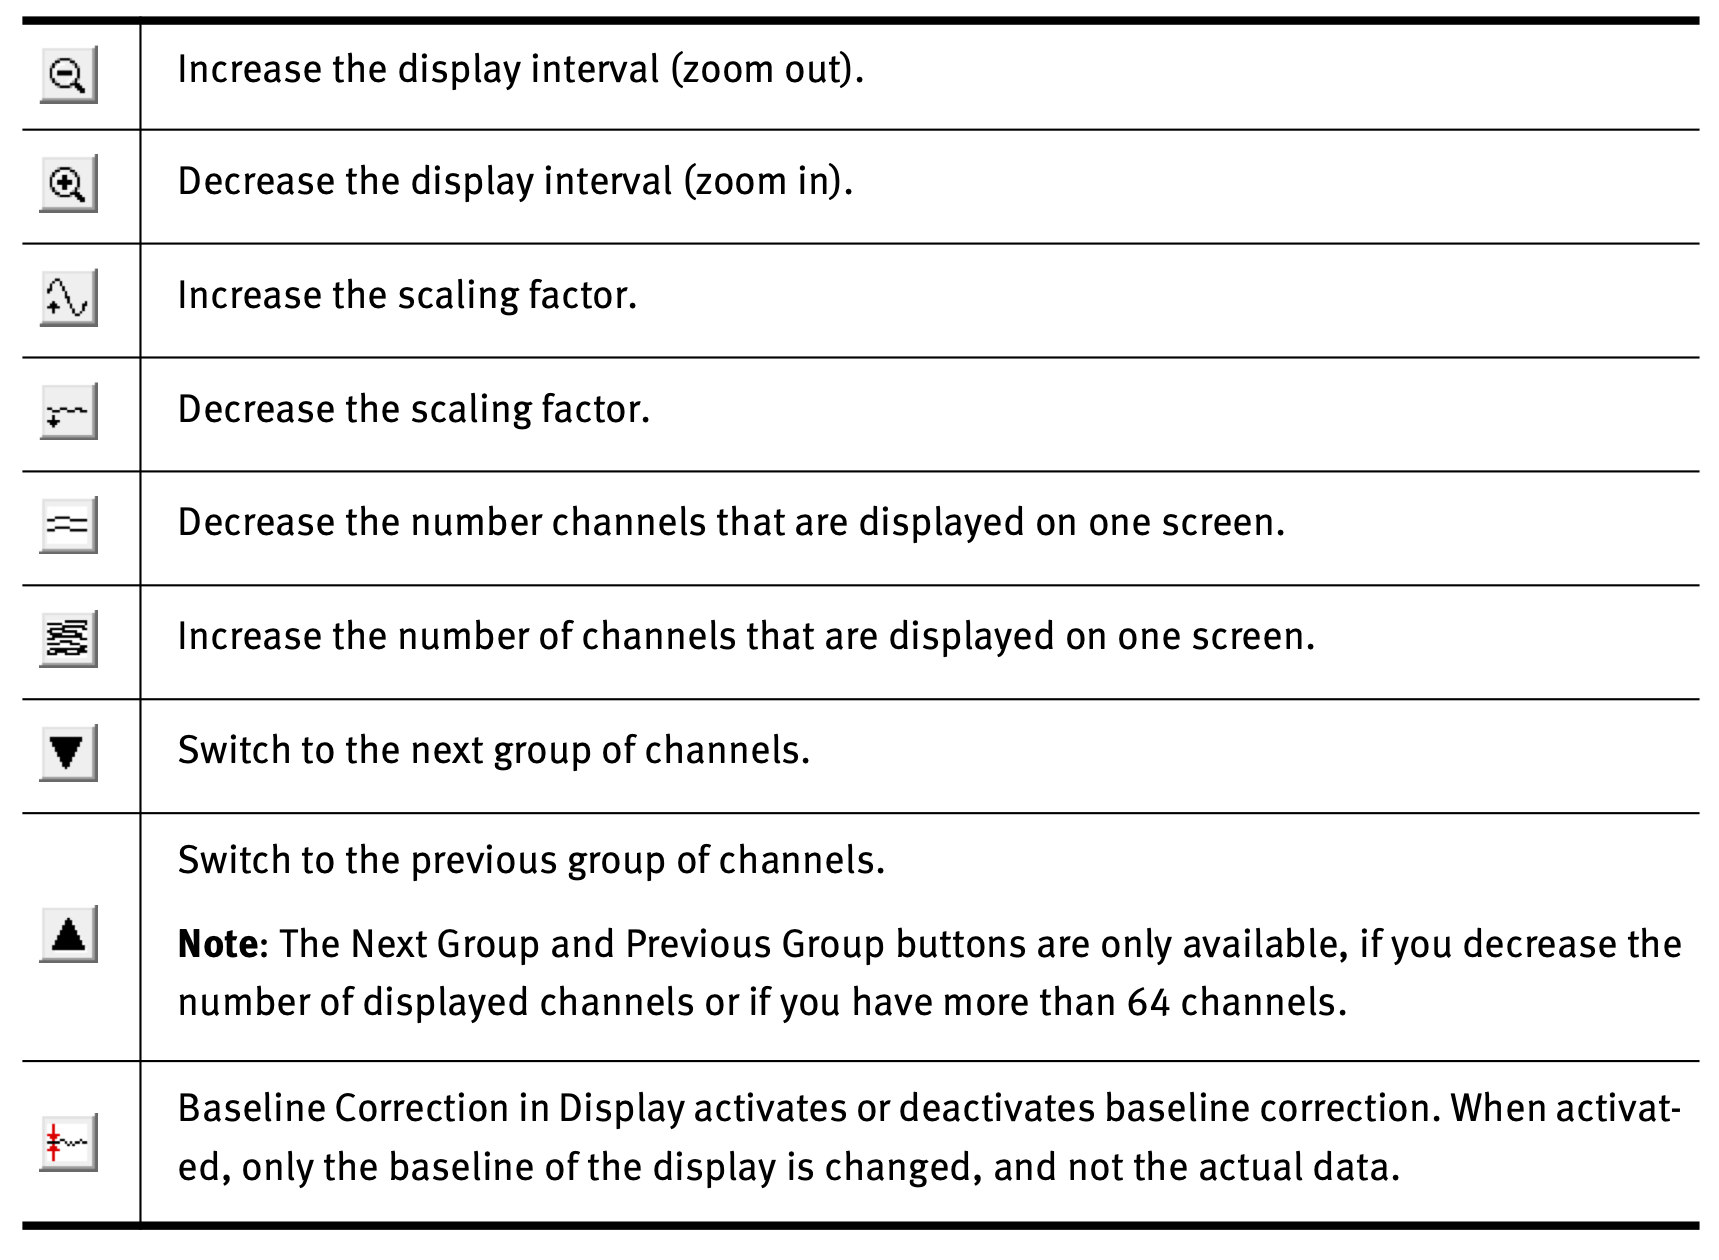 Increase the display interval (zoom out).
Decrease the display interval (zoom in).
Increase the scaling factor.
Decrease the scaling factor.
Decrease the number channels that are displayed on one screen.
Increase the number of channels that are displayed on one screen.
Switch to the next group of channels.
Switch to the previous group of channels.
Note: The Next Group and Previous Group buttons are only available, if you decrease the
number of displayed channels or if you have more than 64 channels.
Baseline Correction in Display activates or deactivates baseline correction. When activat-
ed, only the baseline of the display is changed, and not the actual data.